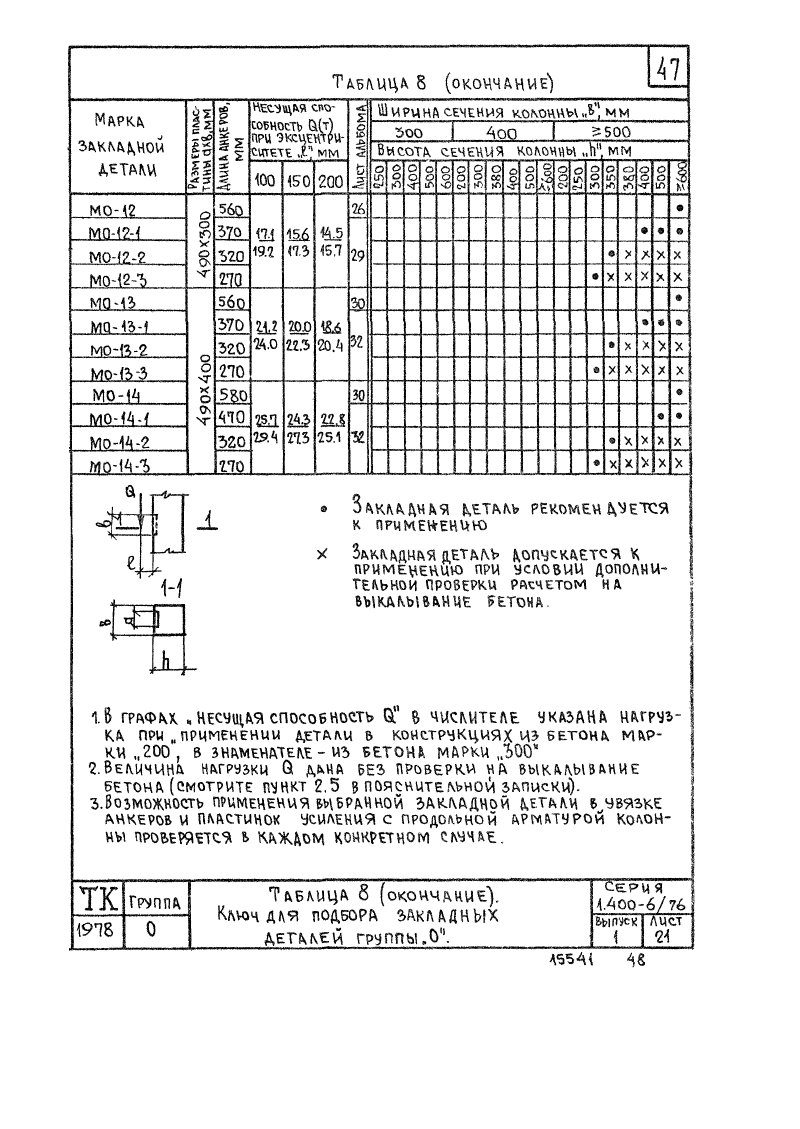 47
Таблица 8 (окончание)
Марка закладной детали
Размеры пластины ахв, мм
Длина анкеров, мм
Несущая способность Q(т) при эксцентриситете „ℓ" мм
100 150 200
Лист альбома
Ширина сечения колонны „в", мм
300 400 ≥500
Высота сечения колонны „h", мм
250 300 400 500 600 200 300 380 400 500 ≥600 200 250 300 350 380 400 500 ≥600
490×300
МО-12 560 26 •
МО-12-1 370 17.1 15.6 14.5 • • •
МО-12-2 320 19.2 17.3 15.7 29 • × × × ×
МО-12-3 270 • × × × × ×
490×400
МО-13 560 30 •
МО-13-1 370 21.2 20.0 18.6 • • •
МО-13-2 320 24.0 22.3 20.4 32 • × × × ×
МО-13-3 270 • × × × × ×
МО-14 580 30 •
МО-14-1 470 25.7 24.3 22.8 • •
МО-14-2 320 29.4 27.3 25.1 32 • × × × ×
МО-14-3 270 • × × × × ×
Q
в
1
ℓ
1-1
в
а
h
• Закладная деталь рекомендуется
к применению
× Закладная деталь допускается к
применению при условии дополни-
тельной проверки расчетом на
выкалывание бетона.
1. В графах „несущая способность Q" в числителе указана нагруз-
ка при „применении детали в конструкциях из бетона мар-
ки „200, в знаменателе – из бетона марки „300"
2. Величина нагрузки Q дана без проверки на выкалывание
бетона (смотрите пункт 2.5 в пояснительной записки).
3. Возможность применения выбранной закладной детали в увязке
анкеров и пластинок усиления с продольной арматурой колон-
ны проверяется в каждом конкретном случае.
ТК Группа
1978 0
Таблица 8 (окончание).
Ключ для подбора закладных
деталей группы „О".
Серия
1.400-6/76
Выпуск Лист
1 21
15541 48